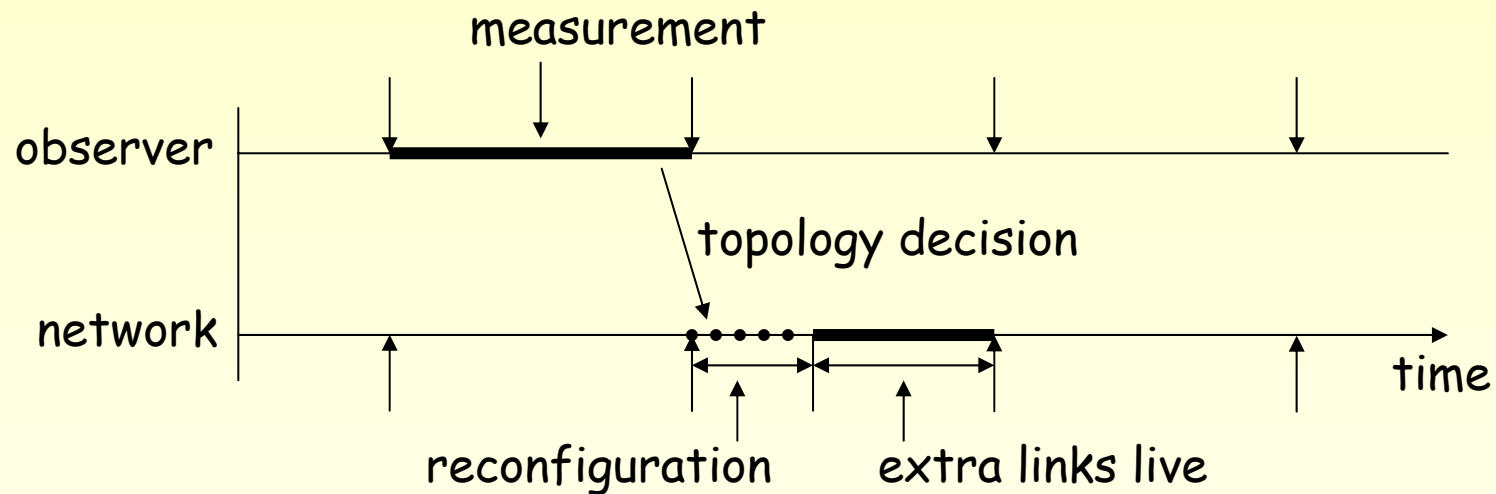 measurement
observer
topology decision
network
time
reconfiguration
extra links live